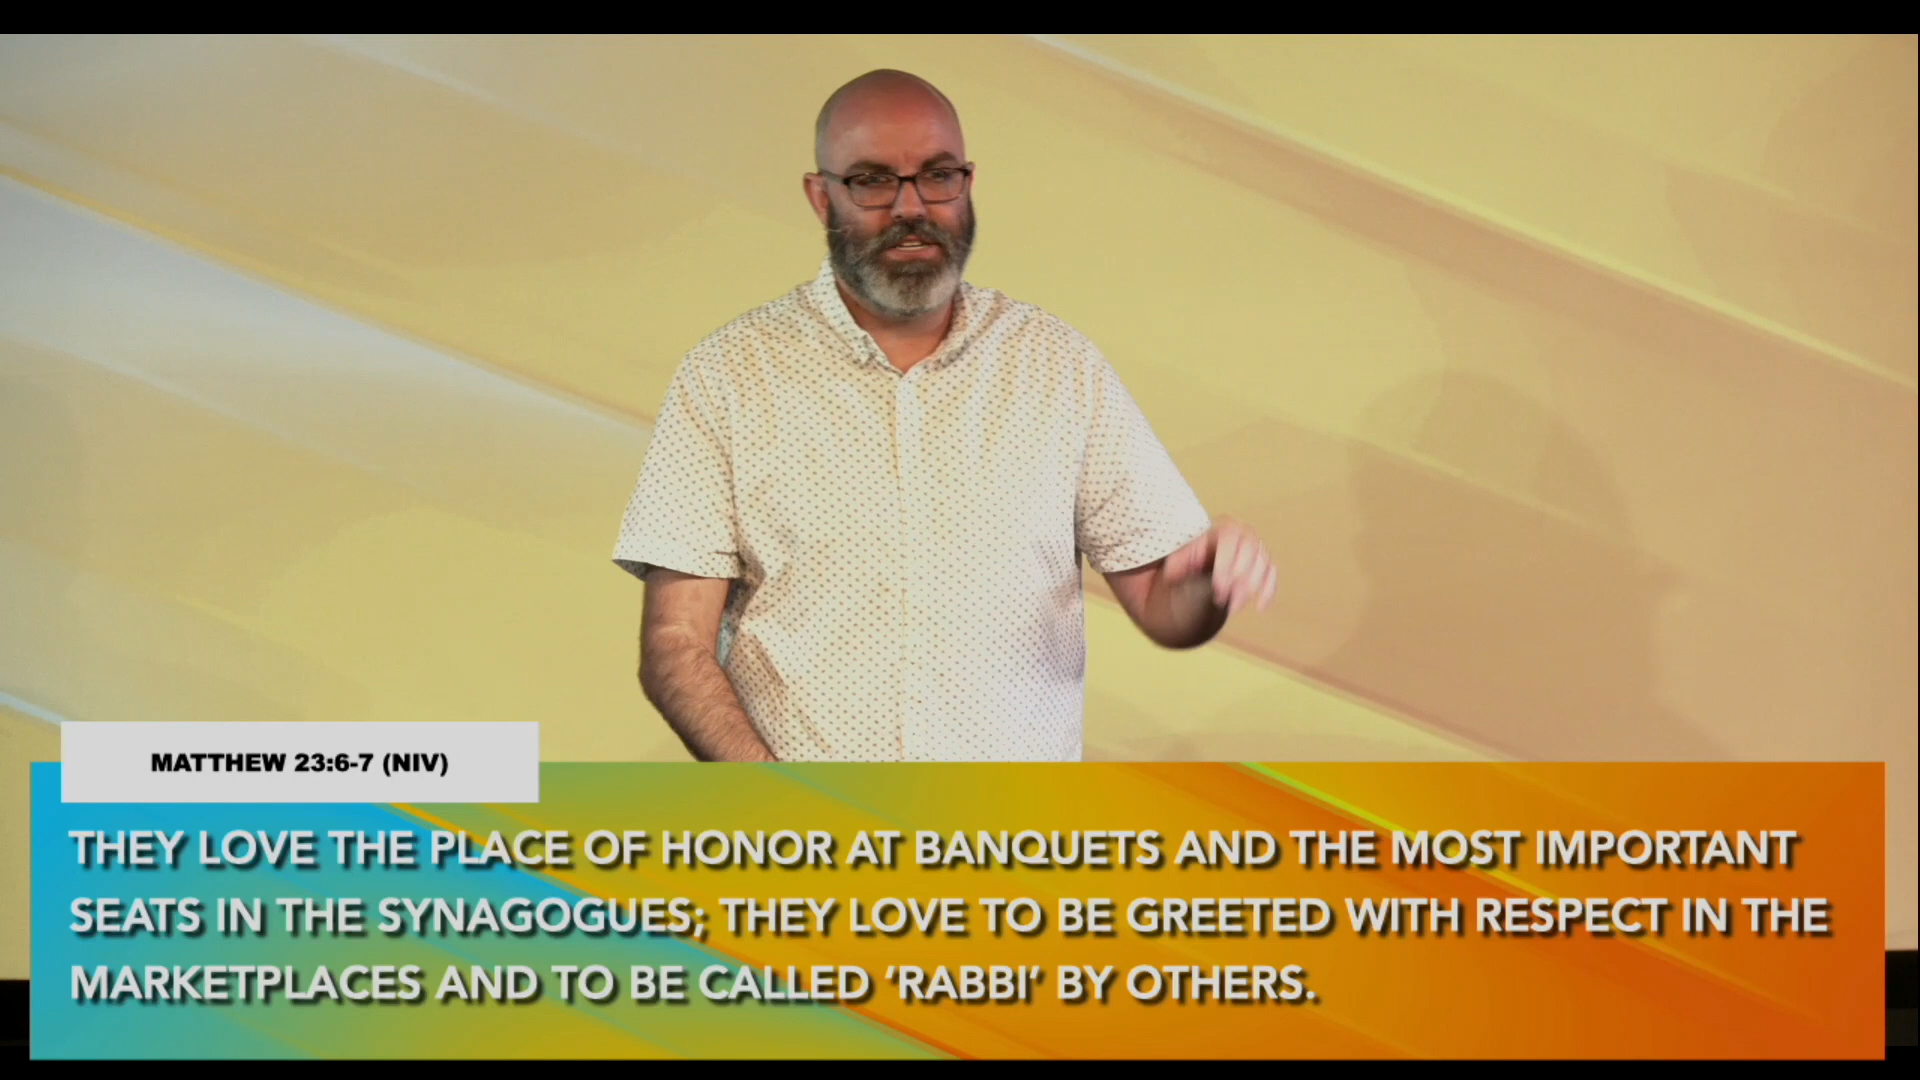 MATTHEW 23:6-7 (NIV)
THEY LOVE THE PLACE OF HONOR AT BANQUETS AND THE MOST IMPORTANT
SEATS IN THE SYNAGOGUES; THEY LOVE TO BE GREETED WITH RESPECT IN THE
MARKETPLACES AND TO BE CALLED ‘RABBI’ BY OTHERS.